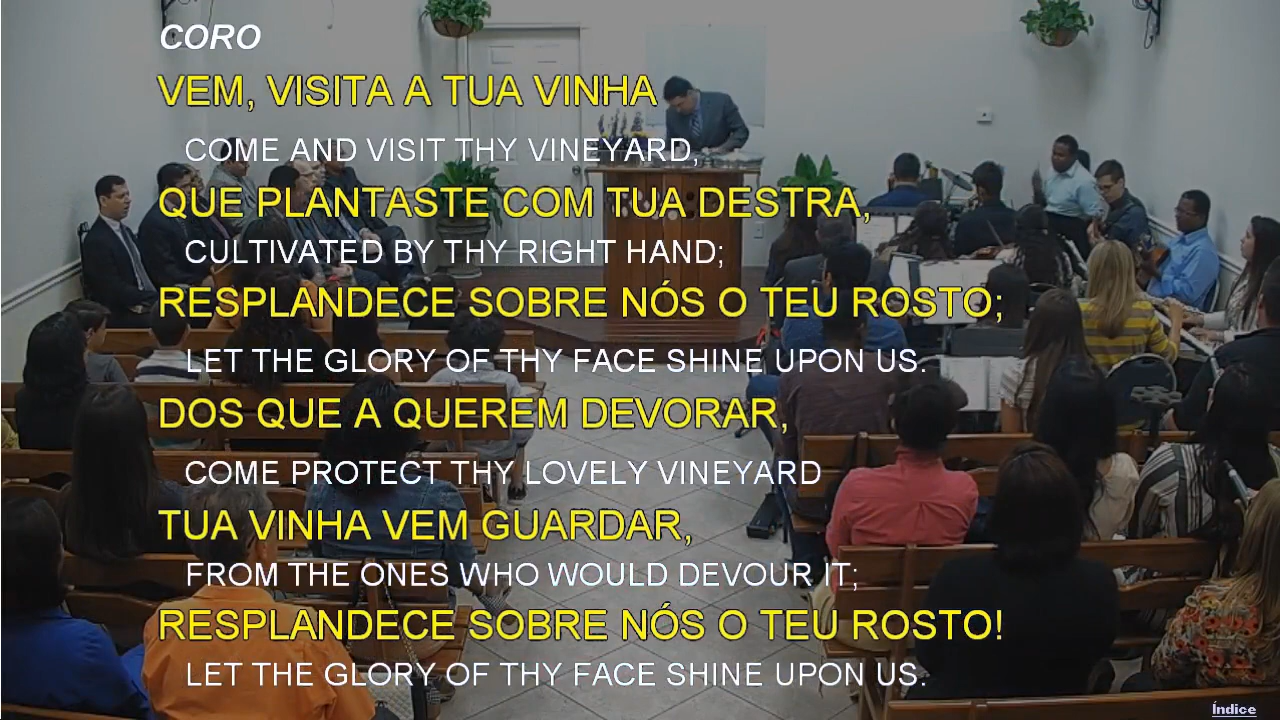 CORO
VEM, VISITA A TUA VINHA
COME AND VISIT THY VINEYARD,
QUE PLANTASTE COM TUA DESTRA,
CULTIVATED BY THY RIGHT HAND;
RESPLANDECE SOBRE NÓS O TEU ROSTO;
LET THE GLORY OF THY FACE SHINE UPON US.
DOS QUE A QUEREM DEVORAR,
COME PROTECT THY LOVELY VINEYARD
TUA VINHA VEM GUARDAR,
FROM THE ONES WHO WOULD DEVOUR IT;
RESPLANDECE SOBRE NÓS O TEU ROSTO!
LET THE GLORY OF THY FACE SHINE UPON US.
Índice